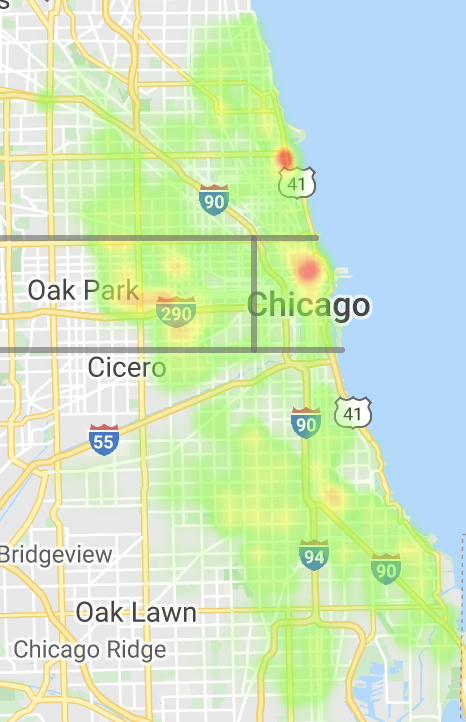 s
41
90
Oak Park
290
Chicago
Cicero
41
90
55
Bridgeview
94
90
Oak Lawn
Chicago Ridge